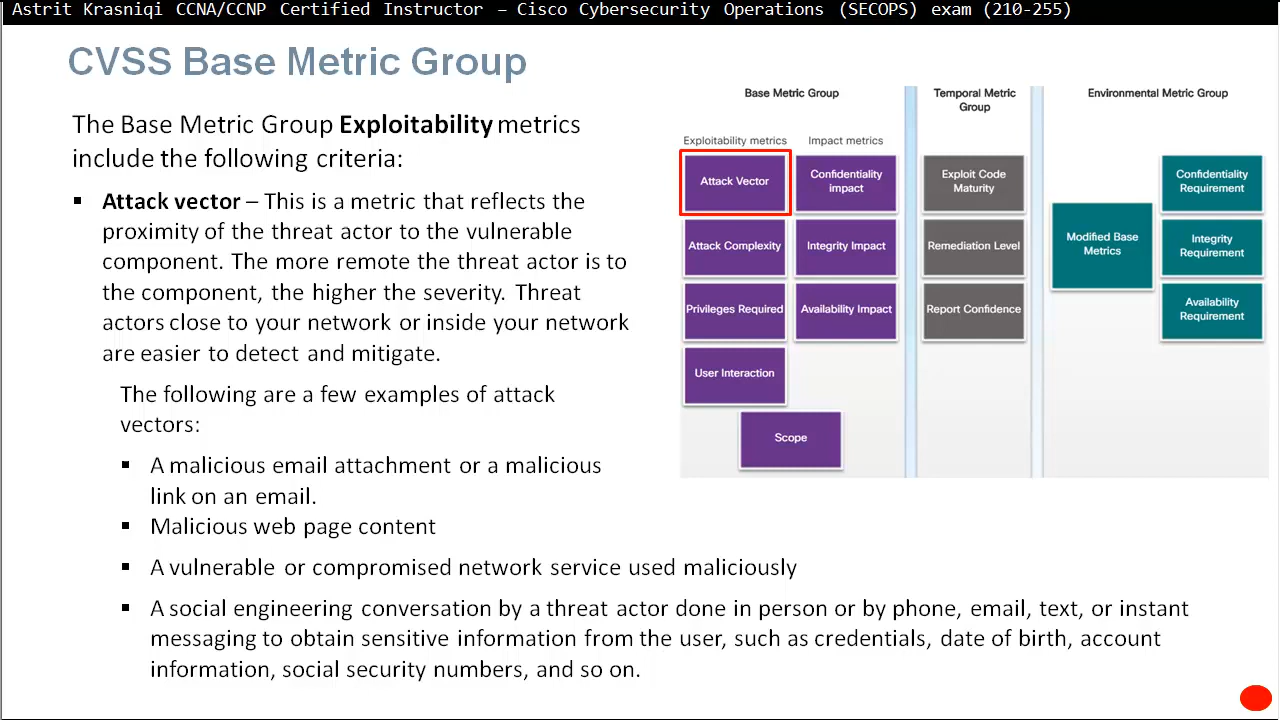 Astrit Krasniqi CCNA/CCNP Certified Instructor – Cisco Cybersecurity Operations (SECOPS) exam (210-255)
CVSS Base Metric Group
The Base Metric Group Exploitability metrics
include the following criteria:
▪ Attack vector – This is a metric that reflects the
proximity of the threat actor to the vulnerable
component. The more remote the threat actor is to
the component, the higher the severity. Threat
actors close to your network or inside your network
are easier to detect and mitigate.
The following are a few examples of attack
vectors:
▪ A malicious email attachment or a malicious
link on an email.
▪ Malicious web page content
▪ A vulnerable or compromised network service used maliciously
▪ A social engineering conversation by a threat actor done in person or by phone, email, text, or instant
messaging to obtain sensitive information from the user, such as credentials, date of birth, account
information, social security numbers, and so on.
Base Metric Group
Exploitability metrics
Impact metrics
Attack Vector
Confidentiality
impact
Attack Complexity
Integrity Impact
Privileges Required
Availability Impact
User Interaction
Scope
Temporal Metric
Group
Exploit Code
Maturity
Remediation Level
Report Confidence
Environmental Metric Group
Modified Base
Metrics
Confidentiality
Requirement
Integrity
Requirement
Availability
Requirement